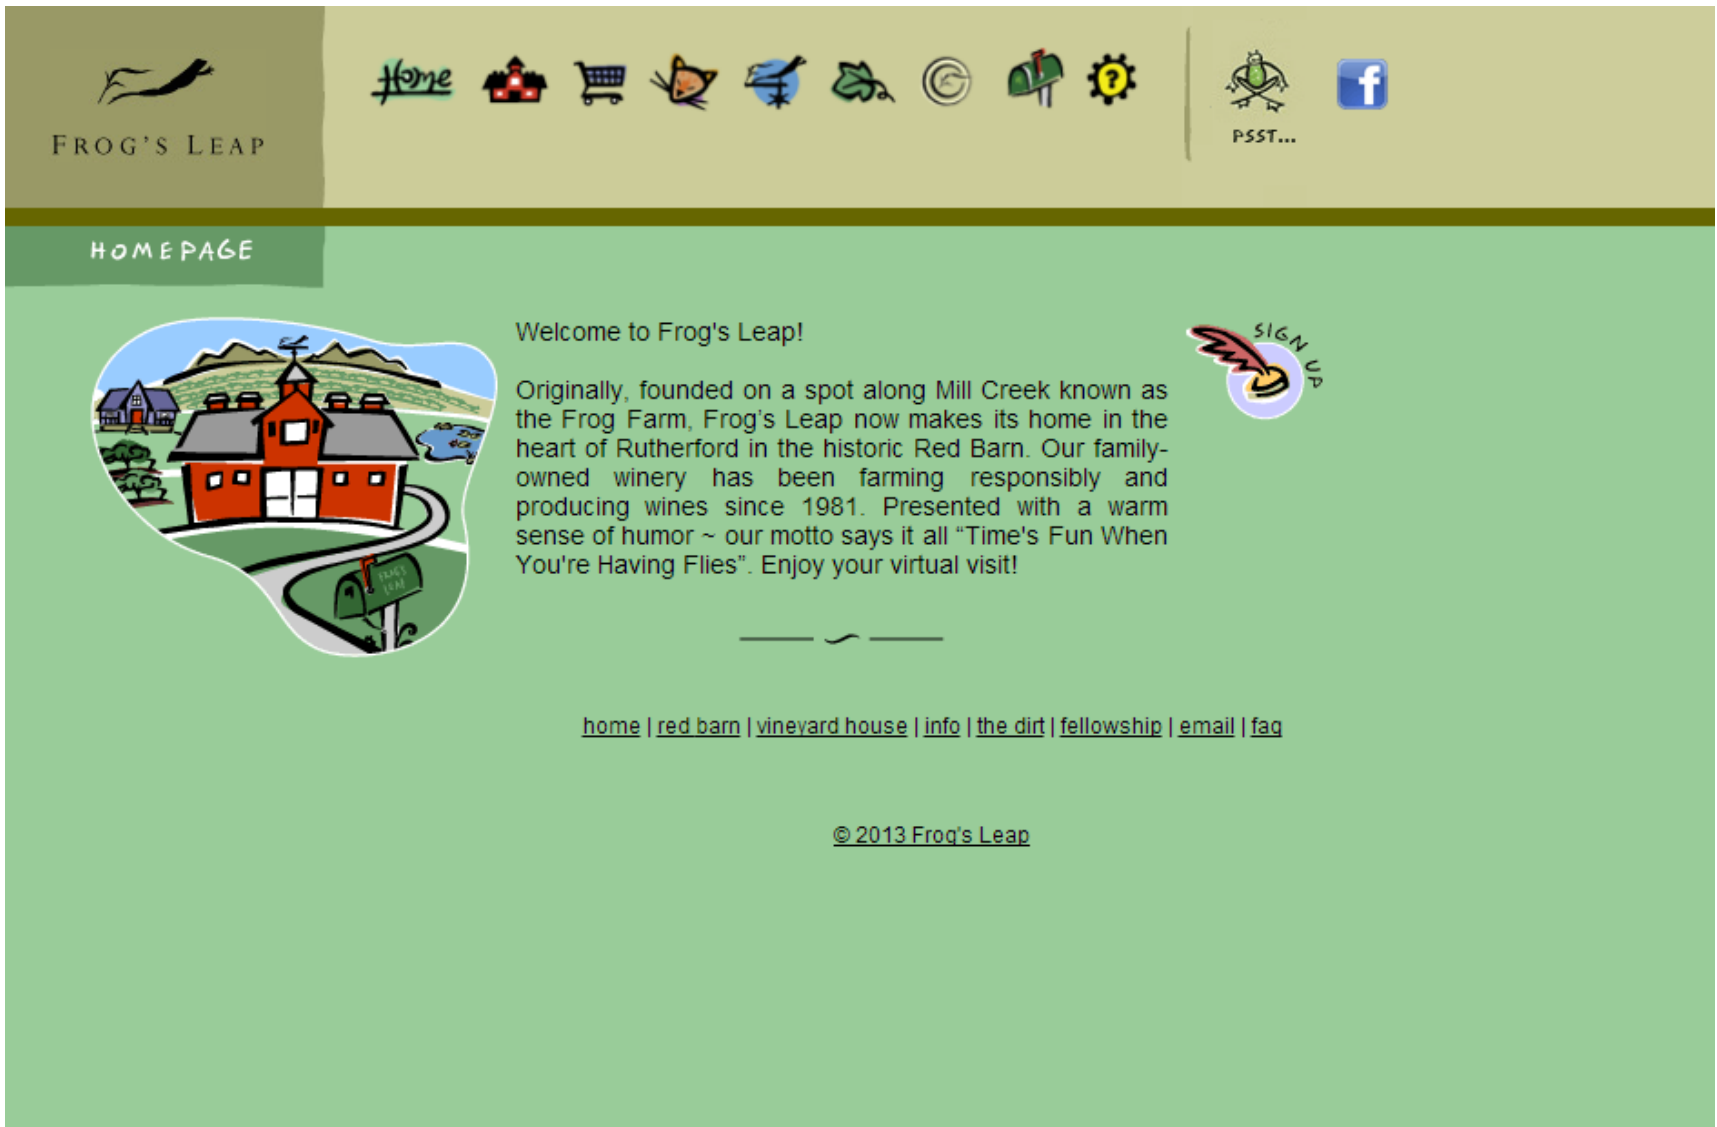 FROG'S LEAP
Home
?
PSST...
f
HOMEPAGE
Welcome to Frog's Leap!
Originally, founded on a spot along Mill Creek known as
the Frog Farm, Frog’s Leap now makes its home in the
heart of Rutherford in the historic Red Barn. Our family-
owned winery has been farming responsibly and
producing wines since 1981. Presented with a warm
sense of humor ~ our motto says it all “Time's Fun When
You're Having Flies”. Enjoy your virtual visit!
SIGN UP
FROG'S
LEAP
home | red barn | vineyard house | info | the dirt | fellowship | email | faq
© 2013 Frog's Leap